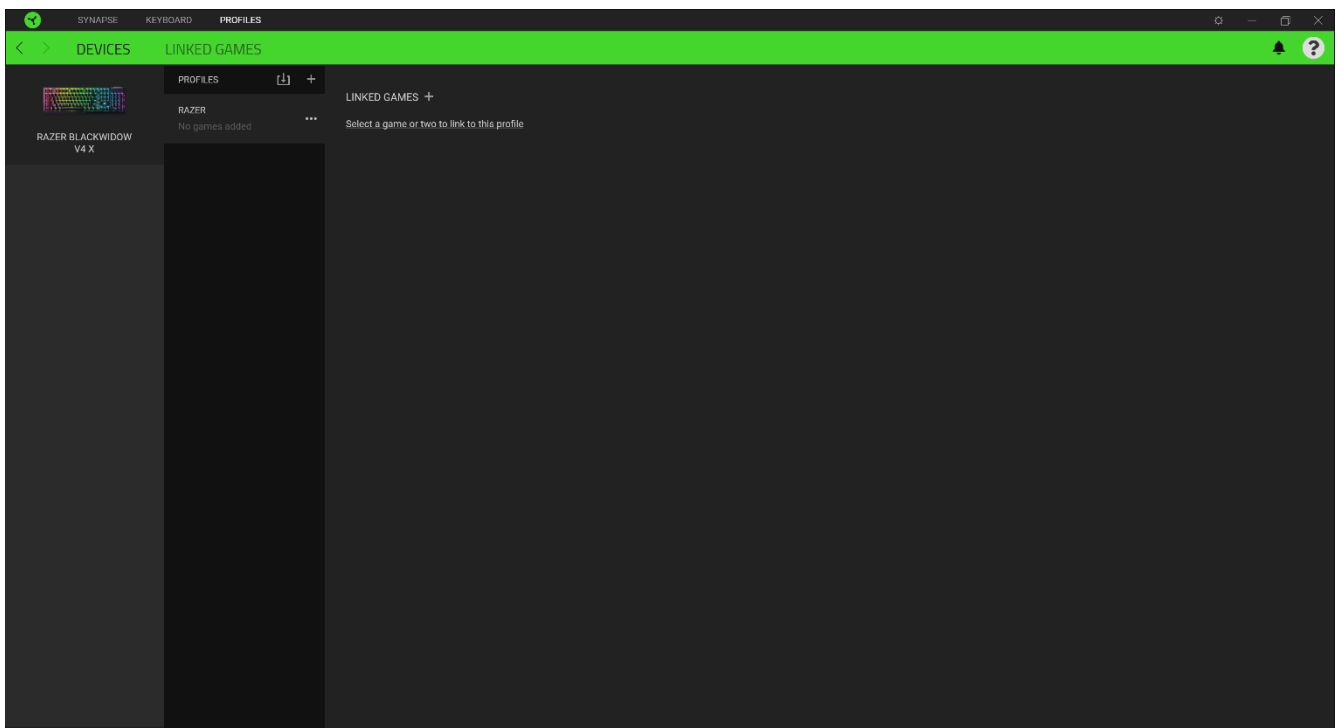 SYNAPSE KEYBOARD PROFILES
DEVICES LINKED GAMES
?
RAZER BLACKWIDOW
V4 X
PROFILES +
RAZER
No games added
...
LINKED GAMES +
Select a game or two to link to this profile